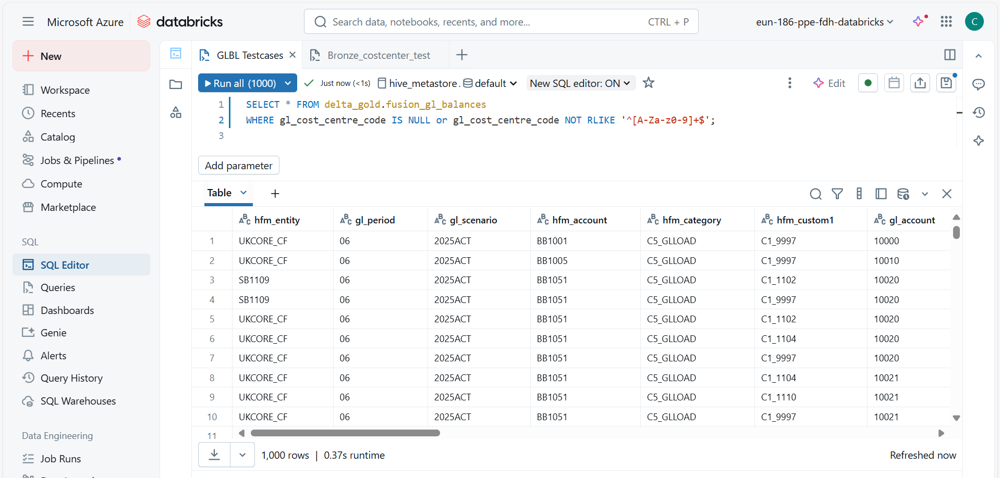 Microsoft Azure databricks
Search data, notebooks, recents, and more... CTRL + P
eun-186-ppe-fdh-databricks
C
New
Workspace
Recents
Catalog
Jobs & Pipelines
Compute
Marketplace
SQL
SQL Editor
Queries
Dashboards
Genie
Alerts
Query History
SQL Warehouses
Data Engineering
Job Runs
GLBL Testcases Bronze_costcenter_test
Run all (1000) Just now (<1s) hive_metastore. default New SQL editor: ON Edit
1 SELECT * FROM delta_gold.fusion_gl_balances
2 WHERE gl_cost_centre_code IS NULL or gl_cost_centre_code NOT RLIKE '^[A-Za-z0-9]+$';
3
Add parameter
Table
hfm_entity gl_period gl_scenario hfm_account hfm_category hfm_custom1 gl_account
1 UKCORE_CF 06 2025ACT BB1001 C5_GLLOAD C1_9997 10000
2 UKCORE_CF 06 2025ACT BB1005 C5_GLLOAD C1_9997 10010
3 SB1109 06 2025ACT BB1051 C5_GLLOAD C1_1102 10020
4 SB1109 06 2025ACT BB1051 C5_GLLOAD C1_9997 10020
5 UKCORE_CF 06 2025ACT BB1051 C5_GLLOAD C1_1102 10020
6 UKCORE_CF 06 2025ACT BB1051 C5_GLLOAD C1_1104 10020
7 UKCORE_CF 06 2025ACT BB1051 C5_GLLOAD C1_9997 10020
8 UKCORE_CF 06 2025ACT BB1051 C5_GLLOAD C1_1104 10021
9 UKCORE_CF 06 2025ACT BB1051 C5_GLLOAD C1_1110 10021
10 UKCORE_CF 06 2025ACT BB1051 C5_GLLOAD C1_9997 10021
11
1,000 rows | 0.37s runtime
Refreshed now